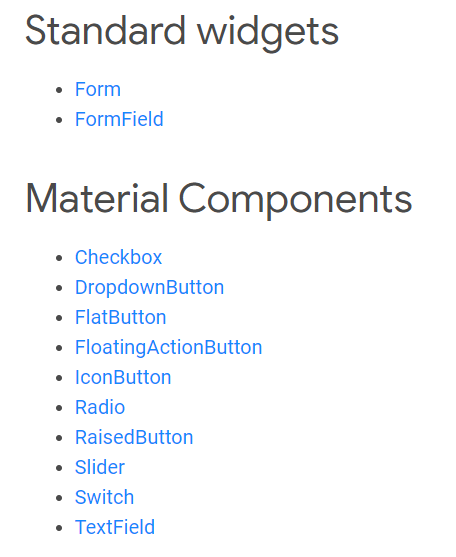 Standard widgets
Form
FormField
Material Components
Checkbox
DropdownButton
FlatButton
FloatingActionButton
IconButton
Radio
RaisedButton
Slider
Switch
TextField